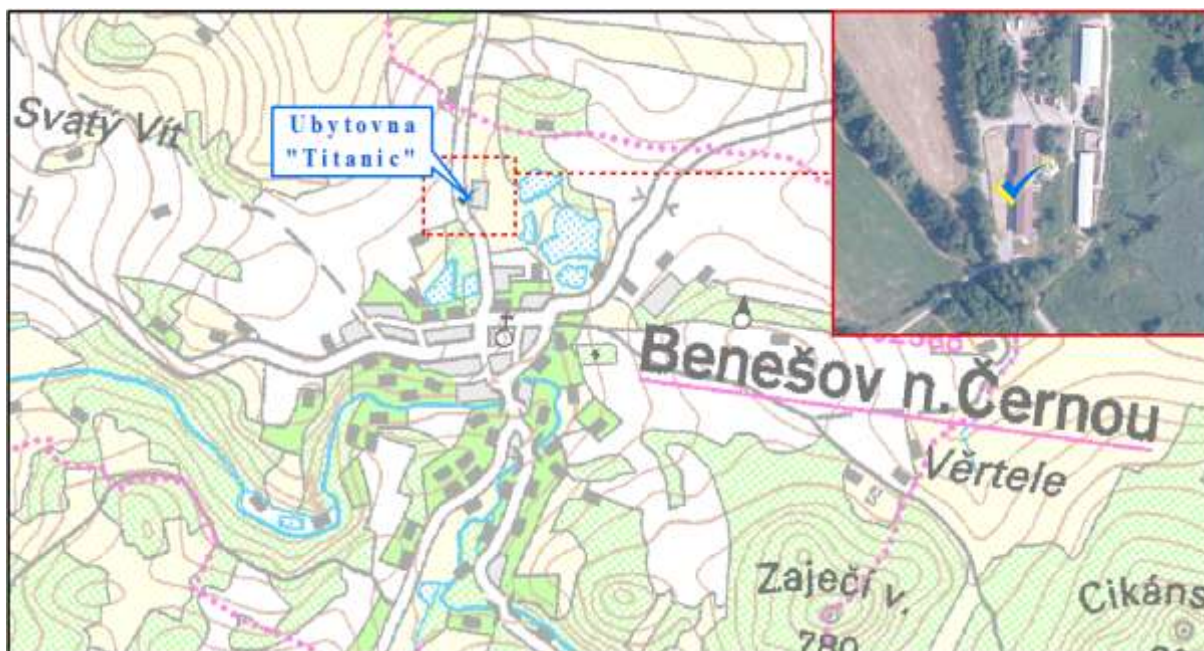 Svatý Vít
Ubytovna
"Titanic"
Benešov n.Černou
Věrtele
Zaječí v.
780
Cikáns